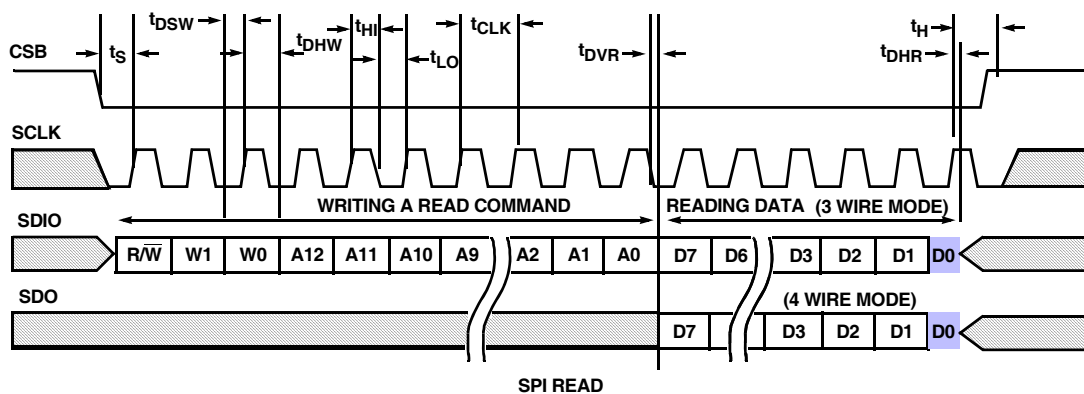 tDSW tHI tCLK tH
CSB tS tDHW tLO tDVR tDHR
SCLK
WRITING A READ COMMAND READING DATA (3 WIRE MODE)
SDIO
R/W̅ W1 W0 A12 A11 A10 A9 A2 A1 A0 D7 D6 D3 D2 D1 D0
SDO (4 WIRE MODE)
D7 D3 D2 D1 D0
SPI READ